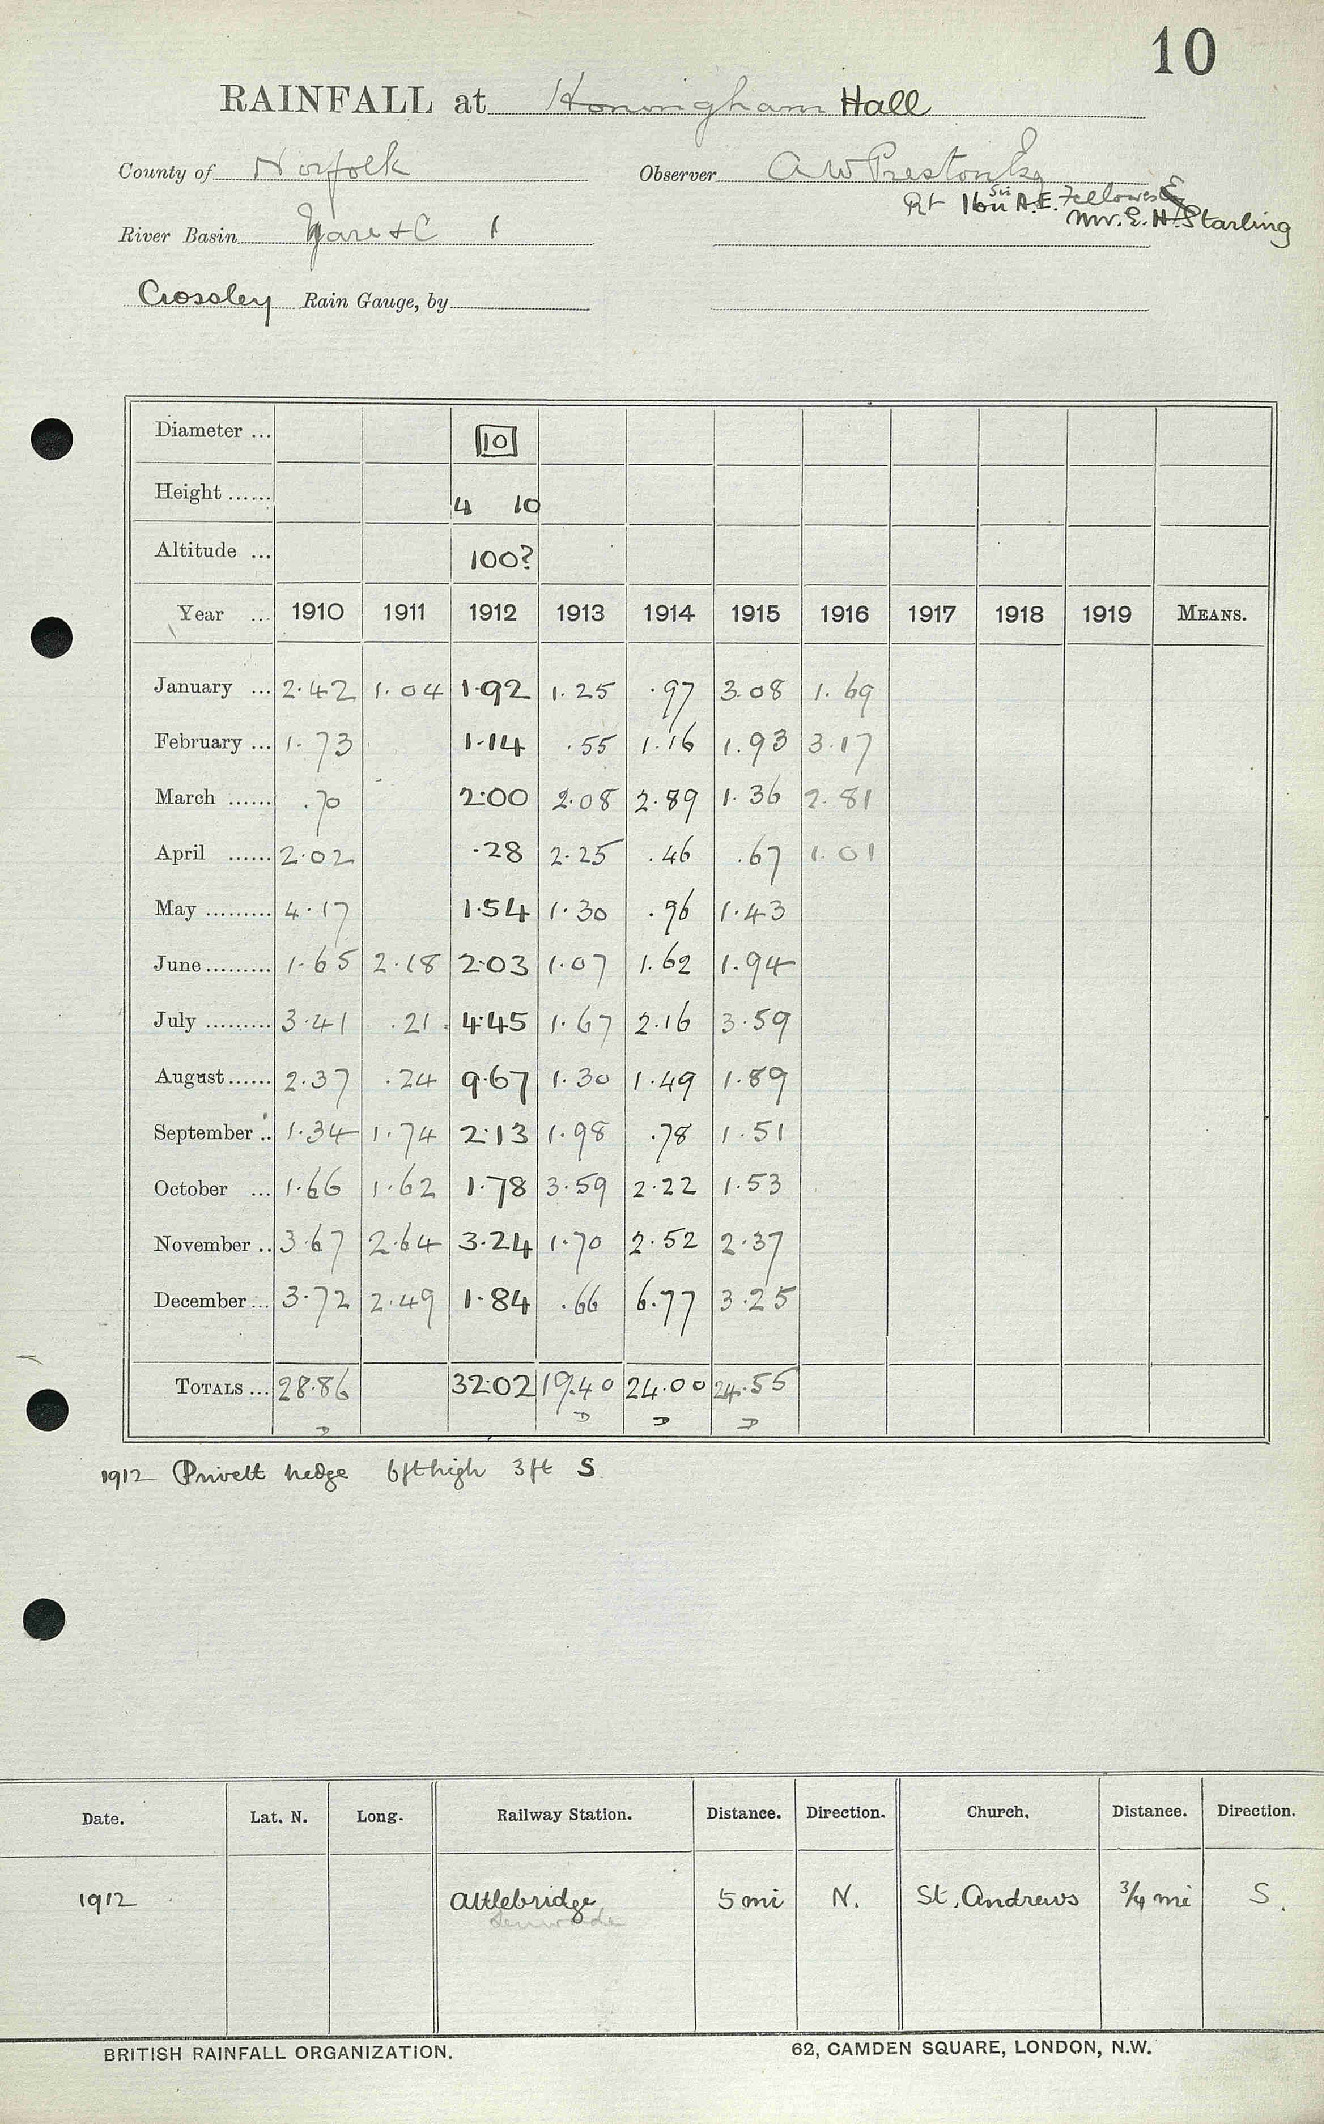 10
RAINFALL at Honingham Hall
County of Norfolk Observer A W Preston Esq
Rt Hon Sir A. E. Fellowes
River Basin Yare & C 1 Mr. E. H. Starling
Crossley Rain Gauge, by
Diameter ... 10
Height ...... 4 10
Altitude ... 100?
Year ... 1910 1911 1912 1913 1914 1915 1916 1917 1918 1919 MEANS.
January ... 2.42 1.04 1.92 1.25 .97 3.08 1.69
February ... 1.73 1.14 .55 1.16 1.93 3.17
March ...... .70 2.00 2.08 2.89 1.36 2.81
April ...... 2.02 .28 2.25 .46 .67 1.01
May ......... 4.17 1.54 1.30 .96 1.43
June ......... 1.65 2.18 2.03 1.07 1.62 1.94
July ......... 3.41 .21 4.45 1.67 2.16 3.59
August ...... 2.37 .24 9.67 1.30 1.49 1.89
September .. 1.34 1.74 2.13 1.98 .78 1.51
October ... 1.66 1.62 1.78 3.59 2.22 1.53
November .. 3.67 2.64 3.24 1.70 2.52 2.37
December ... 3.72 2.49 1.84 .66 6.77 3.25
TOTALS ... 28.86 32.02 19.40 24.00 24.55
D D D D
1912 Privett hedge 6ft high 3ft S
Date. Lat. N. Long. Railway Station. Distance. Direction. Church. Distance. Direction.
1912 Attlebridge 5 mi N. St. Andrews 3/4 mi S.
BRITISH RAINFALL ORGANIZATION. 62, CAMDEN SQUARE, LONDON, N.W.